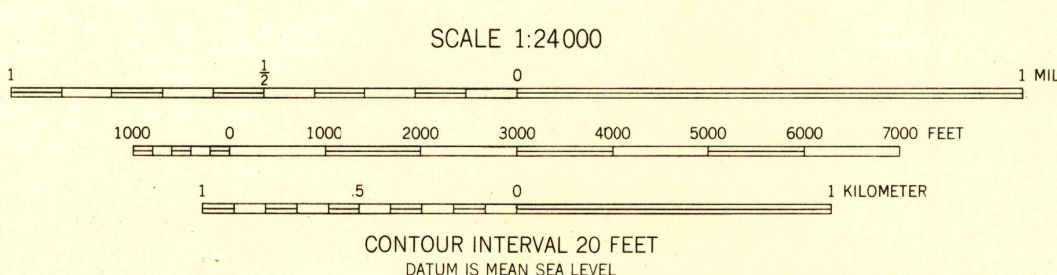 SCALE 1:24000
1 1/2 0 1 MIL
1000 0 1000 2000 3000 4000 5000 6000 7000 FEET
1 .5 0 1 KILOMETER
CONTOUR INTERVAL 20 FEET
DATUM IS MEAN SEA LEVEL